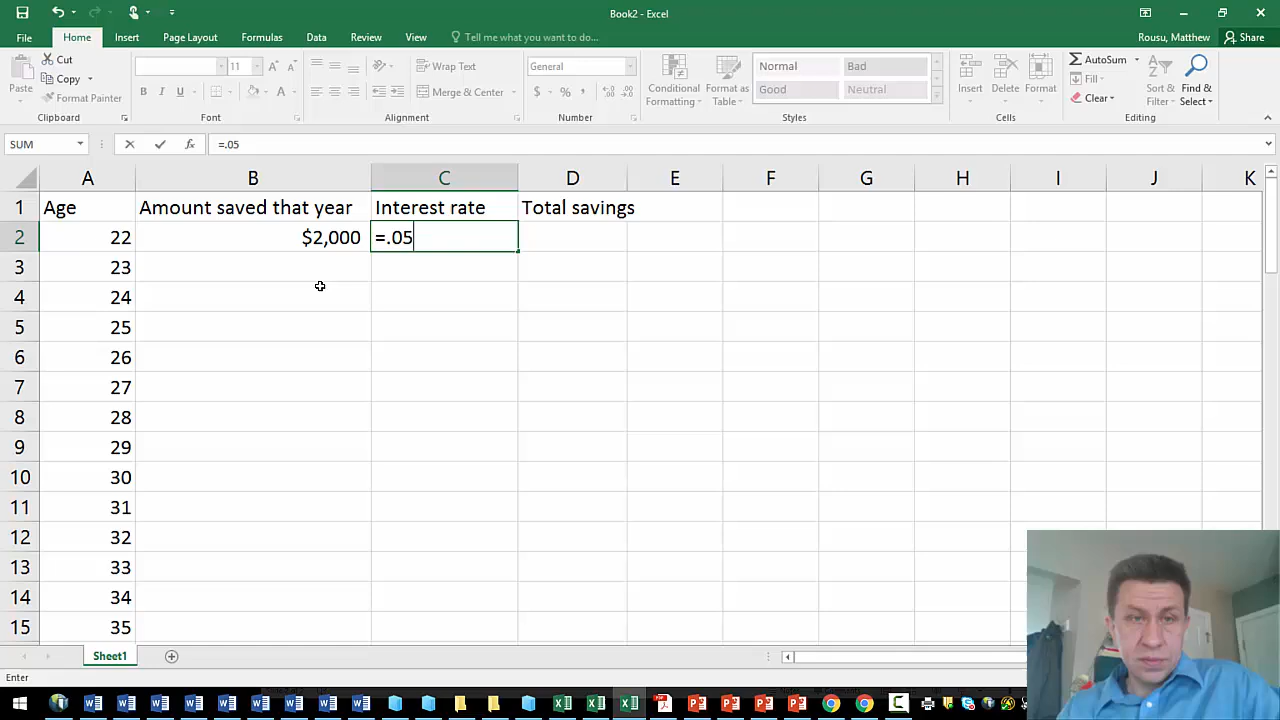 Book2 - Excel
File Home Insert Page Layout Formulas Data Review View Tell me what you want to do... Rousu, Matthew Share
Paste Cut Copy Format Painter Clipboard
11 B I U Font
Wrap Text Merge & Center Alignment
General $ % , Number
Conditional Formatting Format as Table Normal Bad Good Neutral Styles
Insert Delete Format Cells
AutoSum Fill Clear Sort & Filter Find & Select Editing
SUM fx =.05
A B C D E F G H I J K
1 Age Amount saved that year Interest rate Total savings
2 22 $2,000 =.05
3 23
4 24
5 25
6 26
7 27
8 28
9 29
10 30
11 31
12 32
13 33
14 34
15 35
Sheet1
Enter